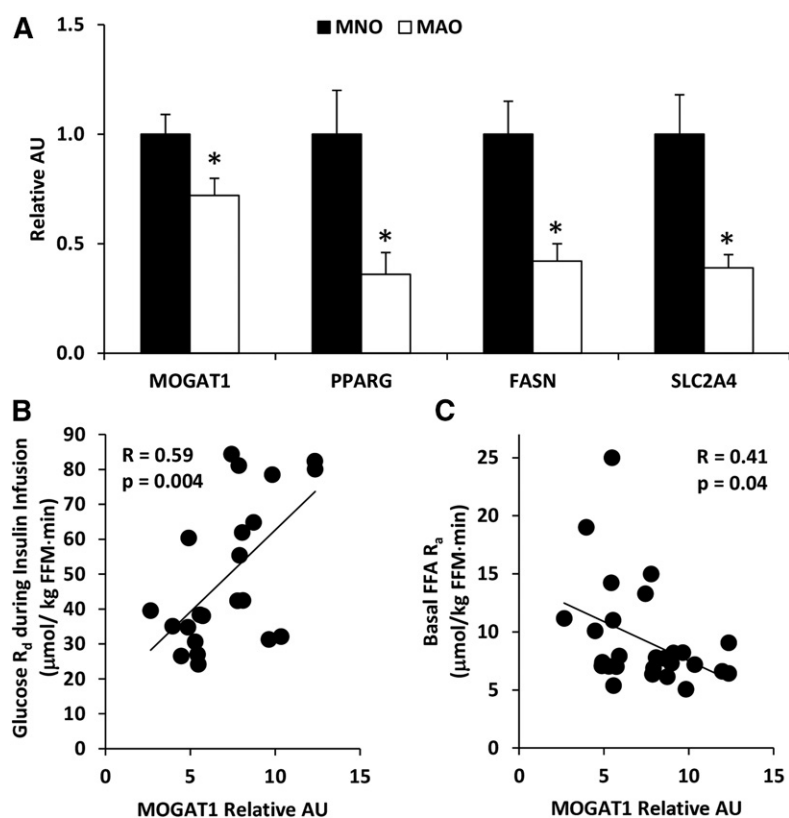 A
MNO MAO
Relative AU
1.5
1.0
0.5
0.0
* * * *
MOGAT1 PPARG FASN SLC2A4
B
Glucose Rd during Insulin Infusion
(µmol/ kg FFM·min)
R = 0.59
p = 0.004
90
80
70
60
50
40
30
20
10
0
0 5 10 15
MOGAT1 Relative AU
C
Basal FFA Ra
(µmol/kg FFM·min)
R = 0.41
p = 0.04
25
20
15
10
5
0
0 5 10 15
MOGAT1 Relative AU